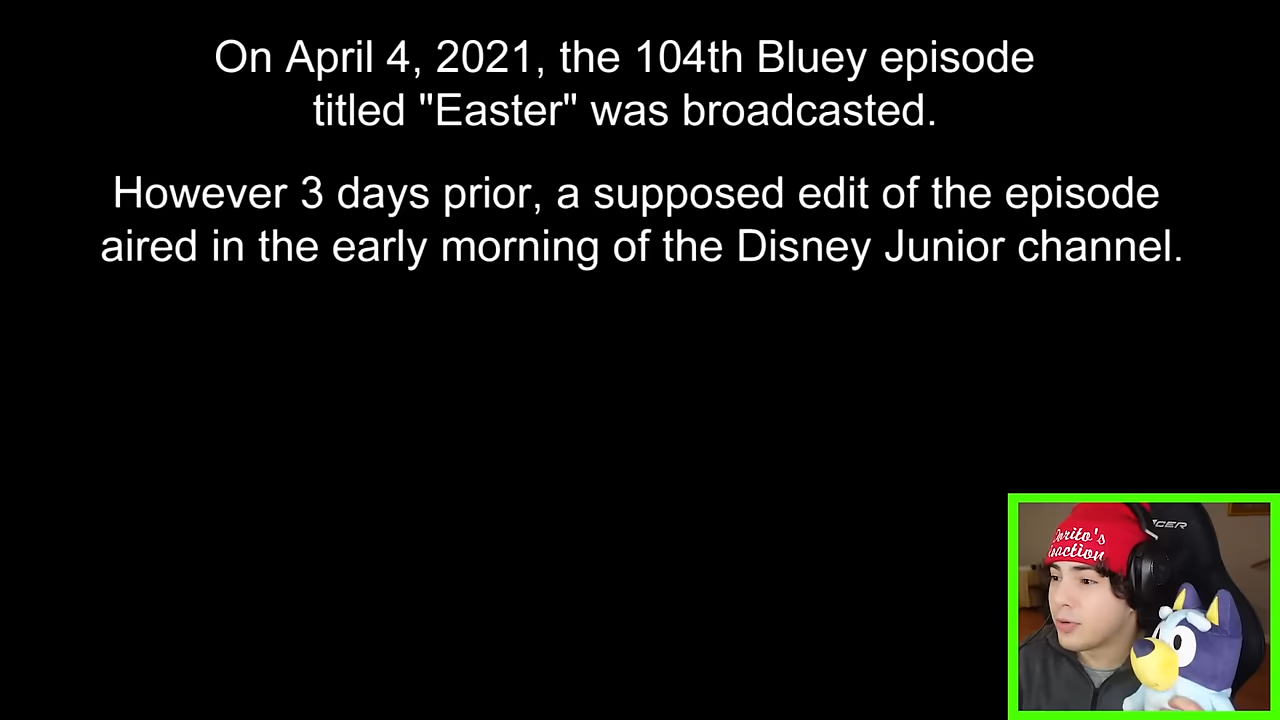 On April 4, 2021, the 104th Bluey episode
titled "Easter" was broadcasted.
However 3 days prior, a supposed edit of the episode
aired in the early morning of the Disney Junior channel.